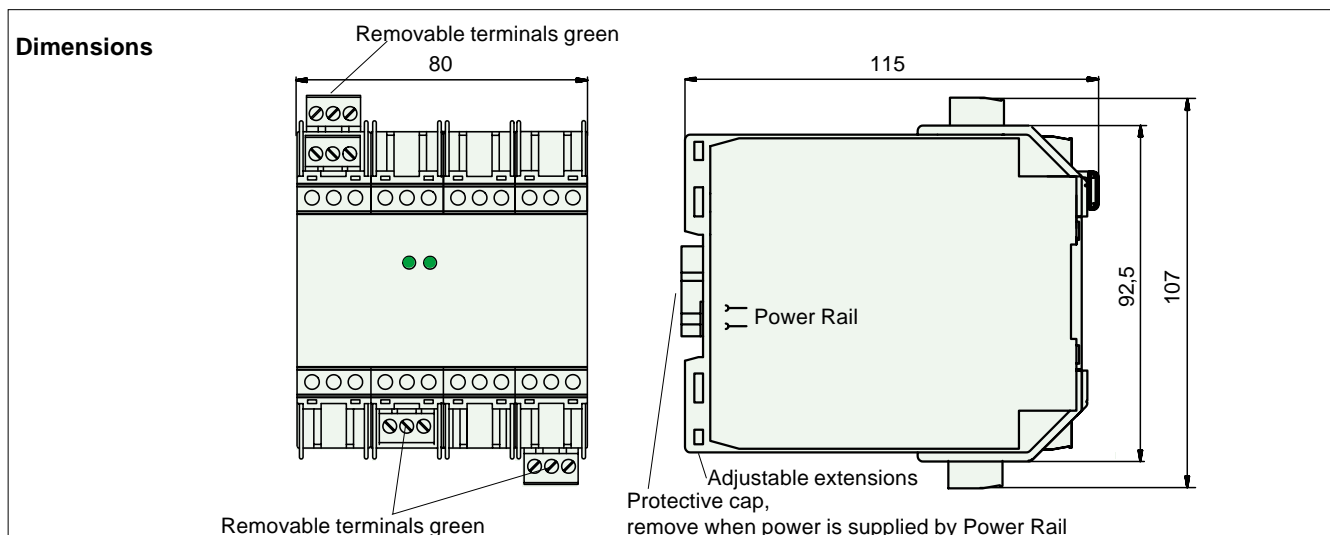 Dimensions
Removable terminals green
80
115
92,5
107
Power Rail
Adjustable extensions
Protective cap,
remove when power is supplied by Power Rail
Removable terminals green